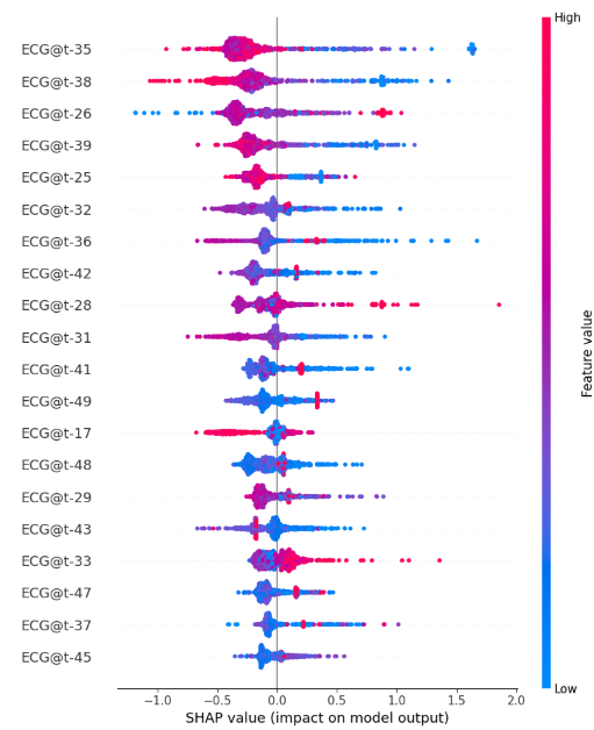 High
ECG@t-35
ECG@t-38
ECG@t-26
ECG@t-39
ECG@t-25
ECG@t-32
ECG@t-36
ECG@t-42
ECG@t-28
ECG@t-31
ECG@t-41
ECG@t-49
ECG@t-17
ECG@t-48
ECG@t-29
ECG@t-43
ECG@t-33
ECG@t-47
ECG@t-37
ECG@t-45
Feature value
Low
−1.0 −0.5 0.0 0.5 1.0 1.5 2.0
SHAP value (impact on model output)